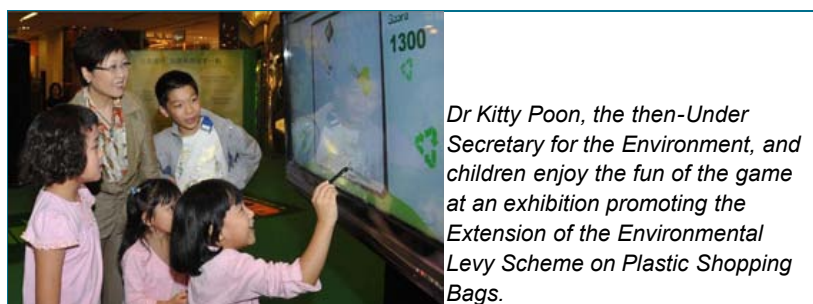 Score
1300
Dr Kitty Poon, the then-Under
Secretary for the Environment, and
children enjoy the fun of the game
at an exhibition promoting the
Extension of the Environmental
Levy Scheme on Plastic Shopping
Bags.